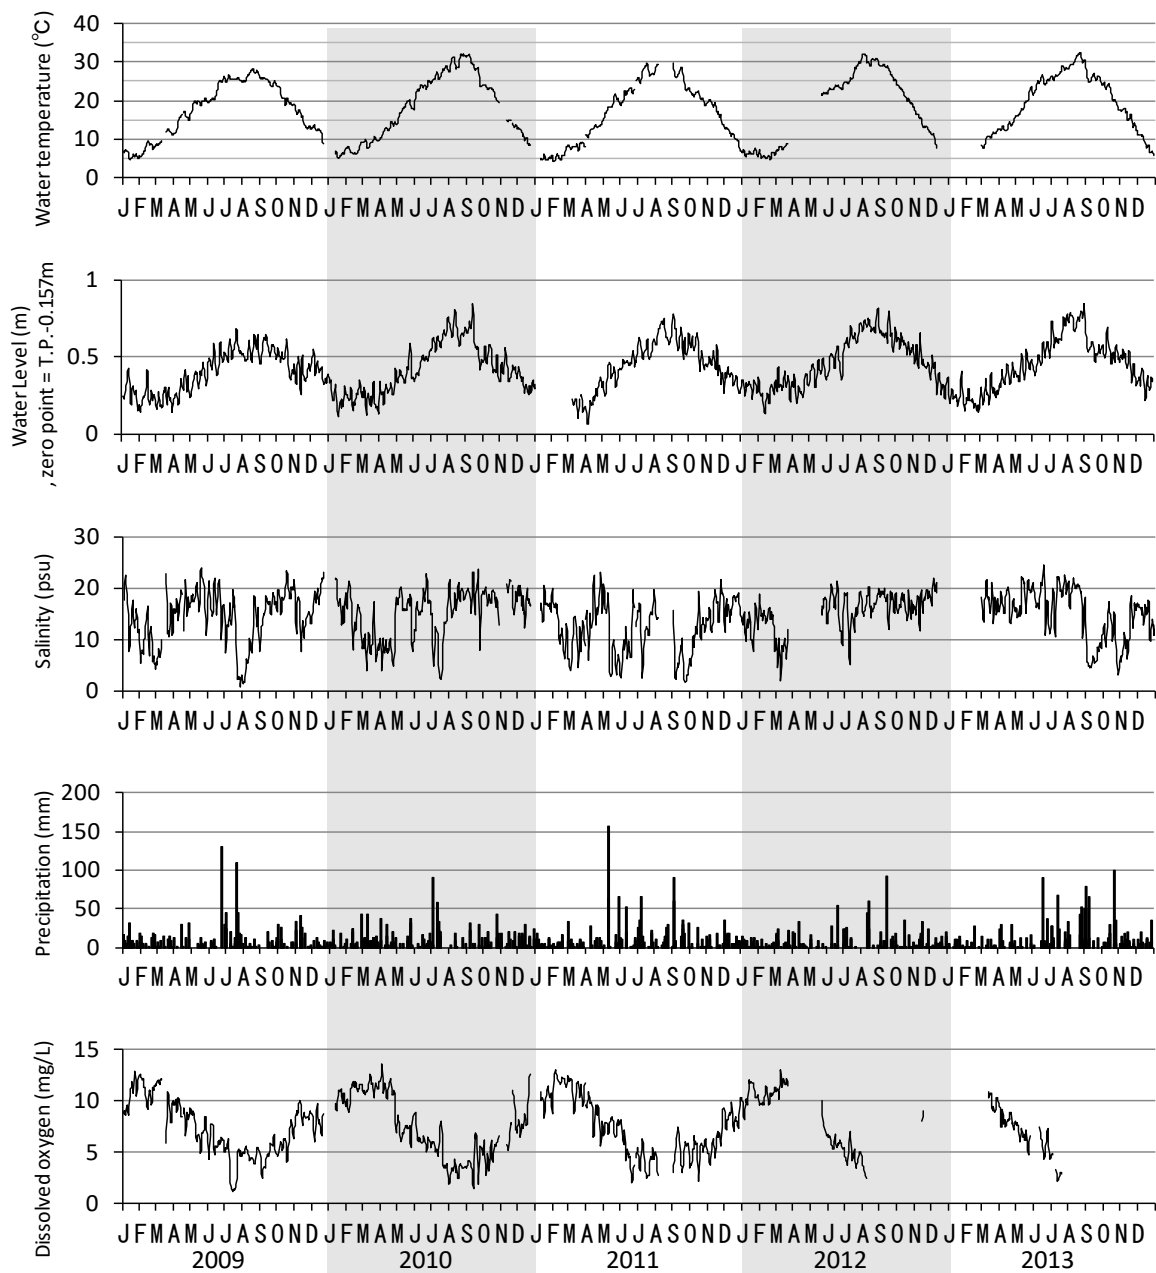 Water temperature (℃)
40
30
20
10
0
J F M A M J J A S O N D J F M A M J J A S O N D J F M A M J J A S O N D J F M A M J J A S O N D J F M A M J J A S O N D
Water Level (m)
, zero point = T.P.-0.157m
1
0.5
0
J F M A M J J A S O N D J F M A M J J A S O N D J F M A M J J A S O N D J F M A M J J A S O N D J F M A M J J A S O N D
Salinity (psu)
30
20
10
0
J F M A M J J A S O N D J F M A M J J A S O N D J F M A M J J A S O N D J F M A M J J A S O N D J F M A M J J A S O N D
Precipitation (mm)
200
150
100
50
0
J F M A M J J A S O N D J F M A M J J A S O N D J F M A M J J A S O N D J F M A M J J A S O N D J F M A M J J A S O N D
Dissolved oxygen (mg/L)
15
10
5
0
J F M A M J J A S O N D J F M A M J J A S O N D J F M A M J J A S O N D J F M A M J J A S O N D J F M A M J J A S O N D
2009 2010 2011 2012 2013